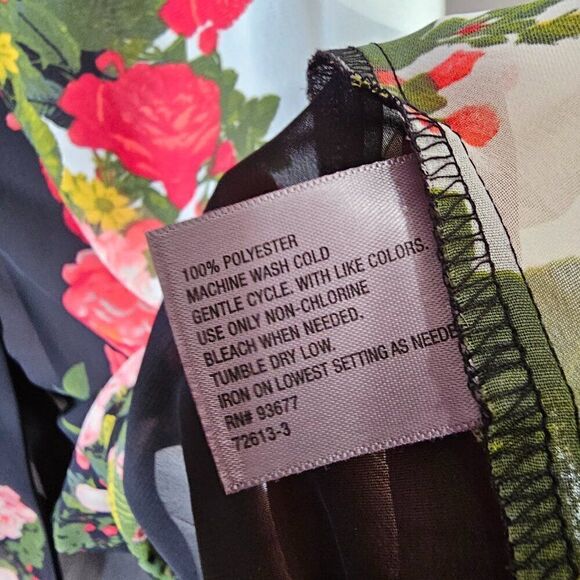 100% POLYESTER
MACHINE WASH COLD
GENTLE CYCLE. WITH LIKE COLORS.
USE ONLY NON-CHLORINE
BLEACH WHEN NEEDED.
TUMBLE DRY LOW.
IRON ON LOWEST SETTING AS NEEDE
RN# 93677
72613-3